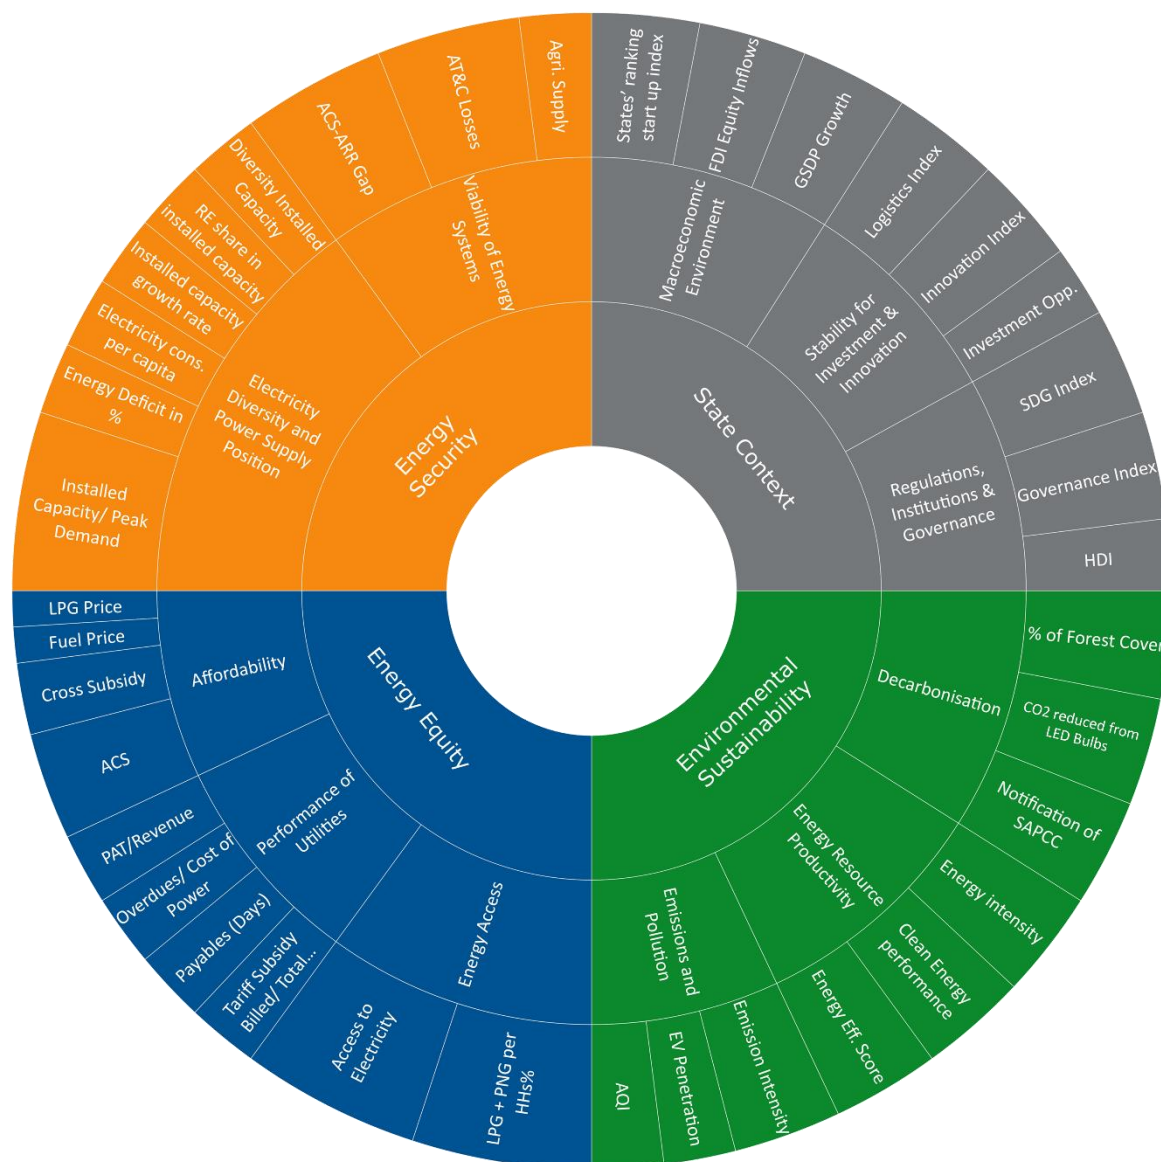 State Context
Macroeconomic
Environment
States' ranking
start up index
FDI Equity Inflows
GSDP Growth
Stability for
Investment &
Innovation
Logistics Index
Innovation Index
Investment Opp.
Regulations,
Institutions &
Governance
SDG Index
Governance Index
HDI
Environmental
Sustainability
Decarbonisation
% of Forest Cover
CO2 reduced from
LED Bulbs
Notification of
SAPCC
Energy Resource
Productivity
Energy intensity
Clean Energy
performance
Energy Eff. Score
Emissions and
Pollution
Emission Intensity
EV Penetration
AQI
Energy Equity
Energy Access
LPG + PNG per
HHs%
Access to
Electricity
Performance of
Utilities
Tariff Subsidy
Billed/ Total...
Payables (Days)
Overdues/ Cost of
Power
PAT/Revenue
Affordability
ACS
Cross Subsidy
Fuel Price
LPG Price
Energy
Security
Electricity
Diversity and
Power Supply
Position
Installed
Capacity/ Peak
Demand
Energy Deficit in
%
Electricity cons.
per capita
Installed capacity
growth rate
RE share in
installed capacity
Diversity Installed
Capacity
Viability of Energy
Systems
ACS-ARR Gap
AT&C Losses
Agri. Supply